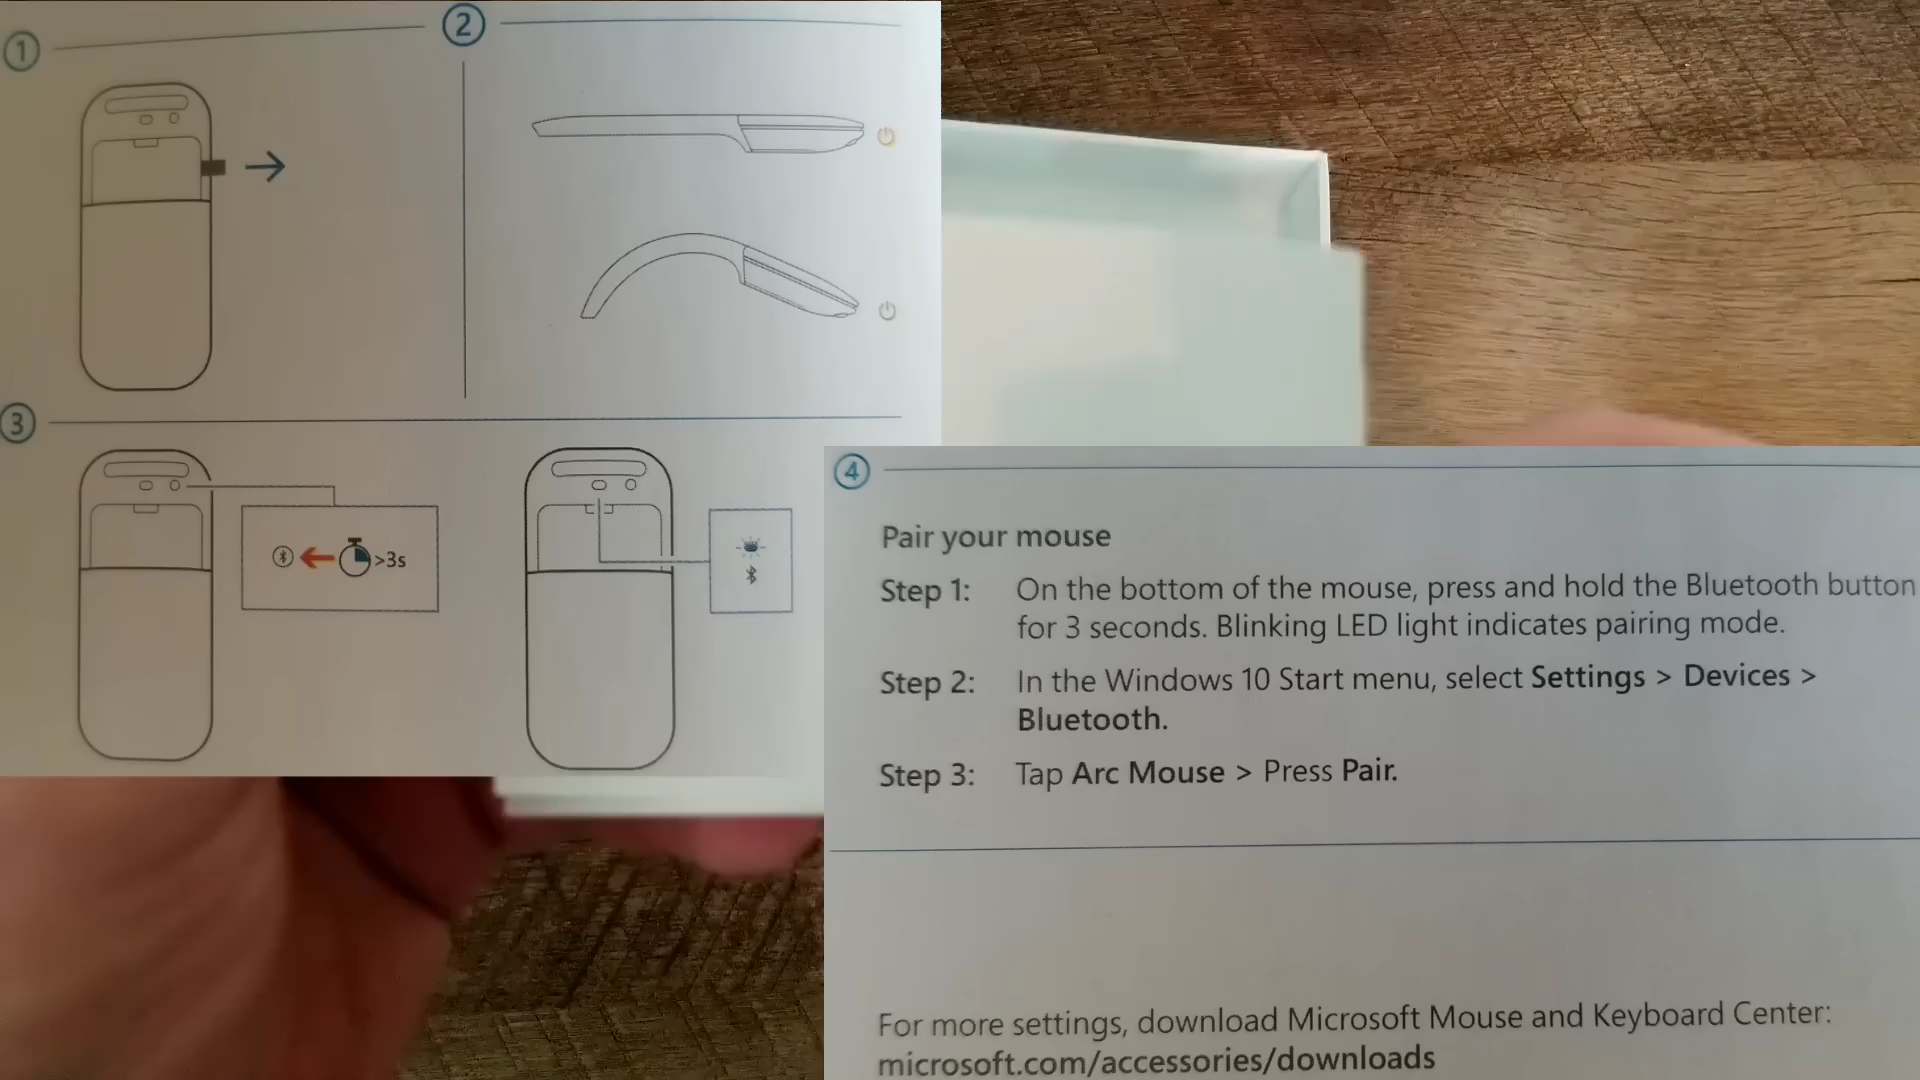 1
2
3
>3s
4
Pair your mouse
Step 1: On the bottom of the mouse, press and hold the Bluetooth button
for 3 seconds. Blinking LED light indicates pairing mode.
Step 2: In the Windows 10 Start menu, select Settings > Devices >
Bluetooth.
Step 3: Tap Arc Mouse > Press Pair.
For more settings, download Microsoft Mouse and Keyboard Center:
microsoft.com/accessories/downloads